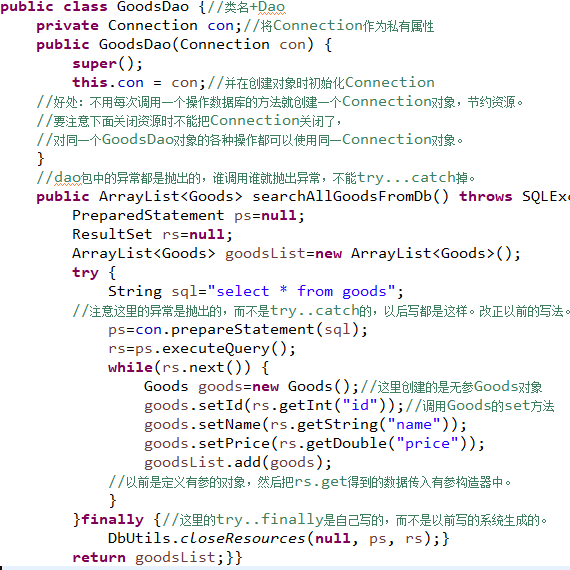 public class GoodsDao {//类名+Dao
private Connection con;//将Connection作为私有属性
public GoodsDao(Connection con) {
super();
this.con = con;//并在创建对象时初始化Connection
//好处: 不用每次调用一个操作数据库的方法就创建一个Connection对象, 节约资源。
//要注意下面关闭资源时不能把Connection关闭了,
//对同一个GoodsDao对象的各种操作都可以使用同一Connection对象。
}
//dao包中的异常都是抛出的, 谁调用谁就抛出异常, 不能try...catch掉。
public ArrayList<Goods> searchAllGoodsFromDb() throws SQLExc
PreparedStatement ps=null;
ResultSet rs=null;
ArrayList<Goods> goodsList=new ArrayList<Goods>();
try {
String sql="select * from goods";
//注意这里的异常是抛出的, 而不是try..catch的, 以后写都是这样。改正以前的写法。
ps=con.prepareStatement(sql);
rs=ps.executeQuery();
while(rs.next()) {
Goods goods=new Goods();//这里创建的是无参Goods对象
goods.setId(rs.getInt("id"));//调用Goods的set方法
goods.setName(rs.getString("name"));
goods.setPrice(rs.getDouble("price"));
goodsList.add(goods);
//以前是定义有参的对象, 然后把rs.get得到的数据传入有参构造器中。
}
}finally {//这里的try..finally是自己写的, 而不是以前写的系统生成的。
DbUtils.closeResources(null, ps, rs);}
return goodsList;}}